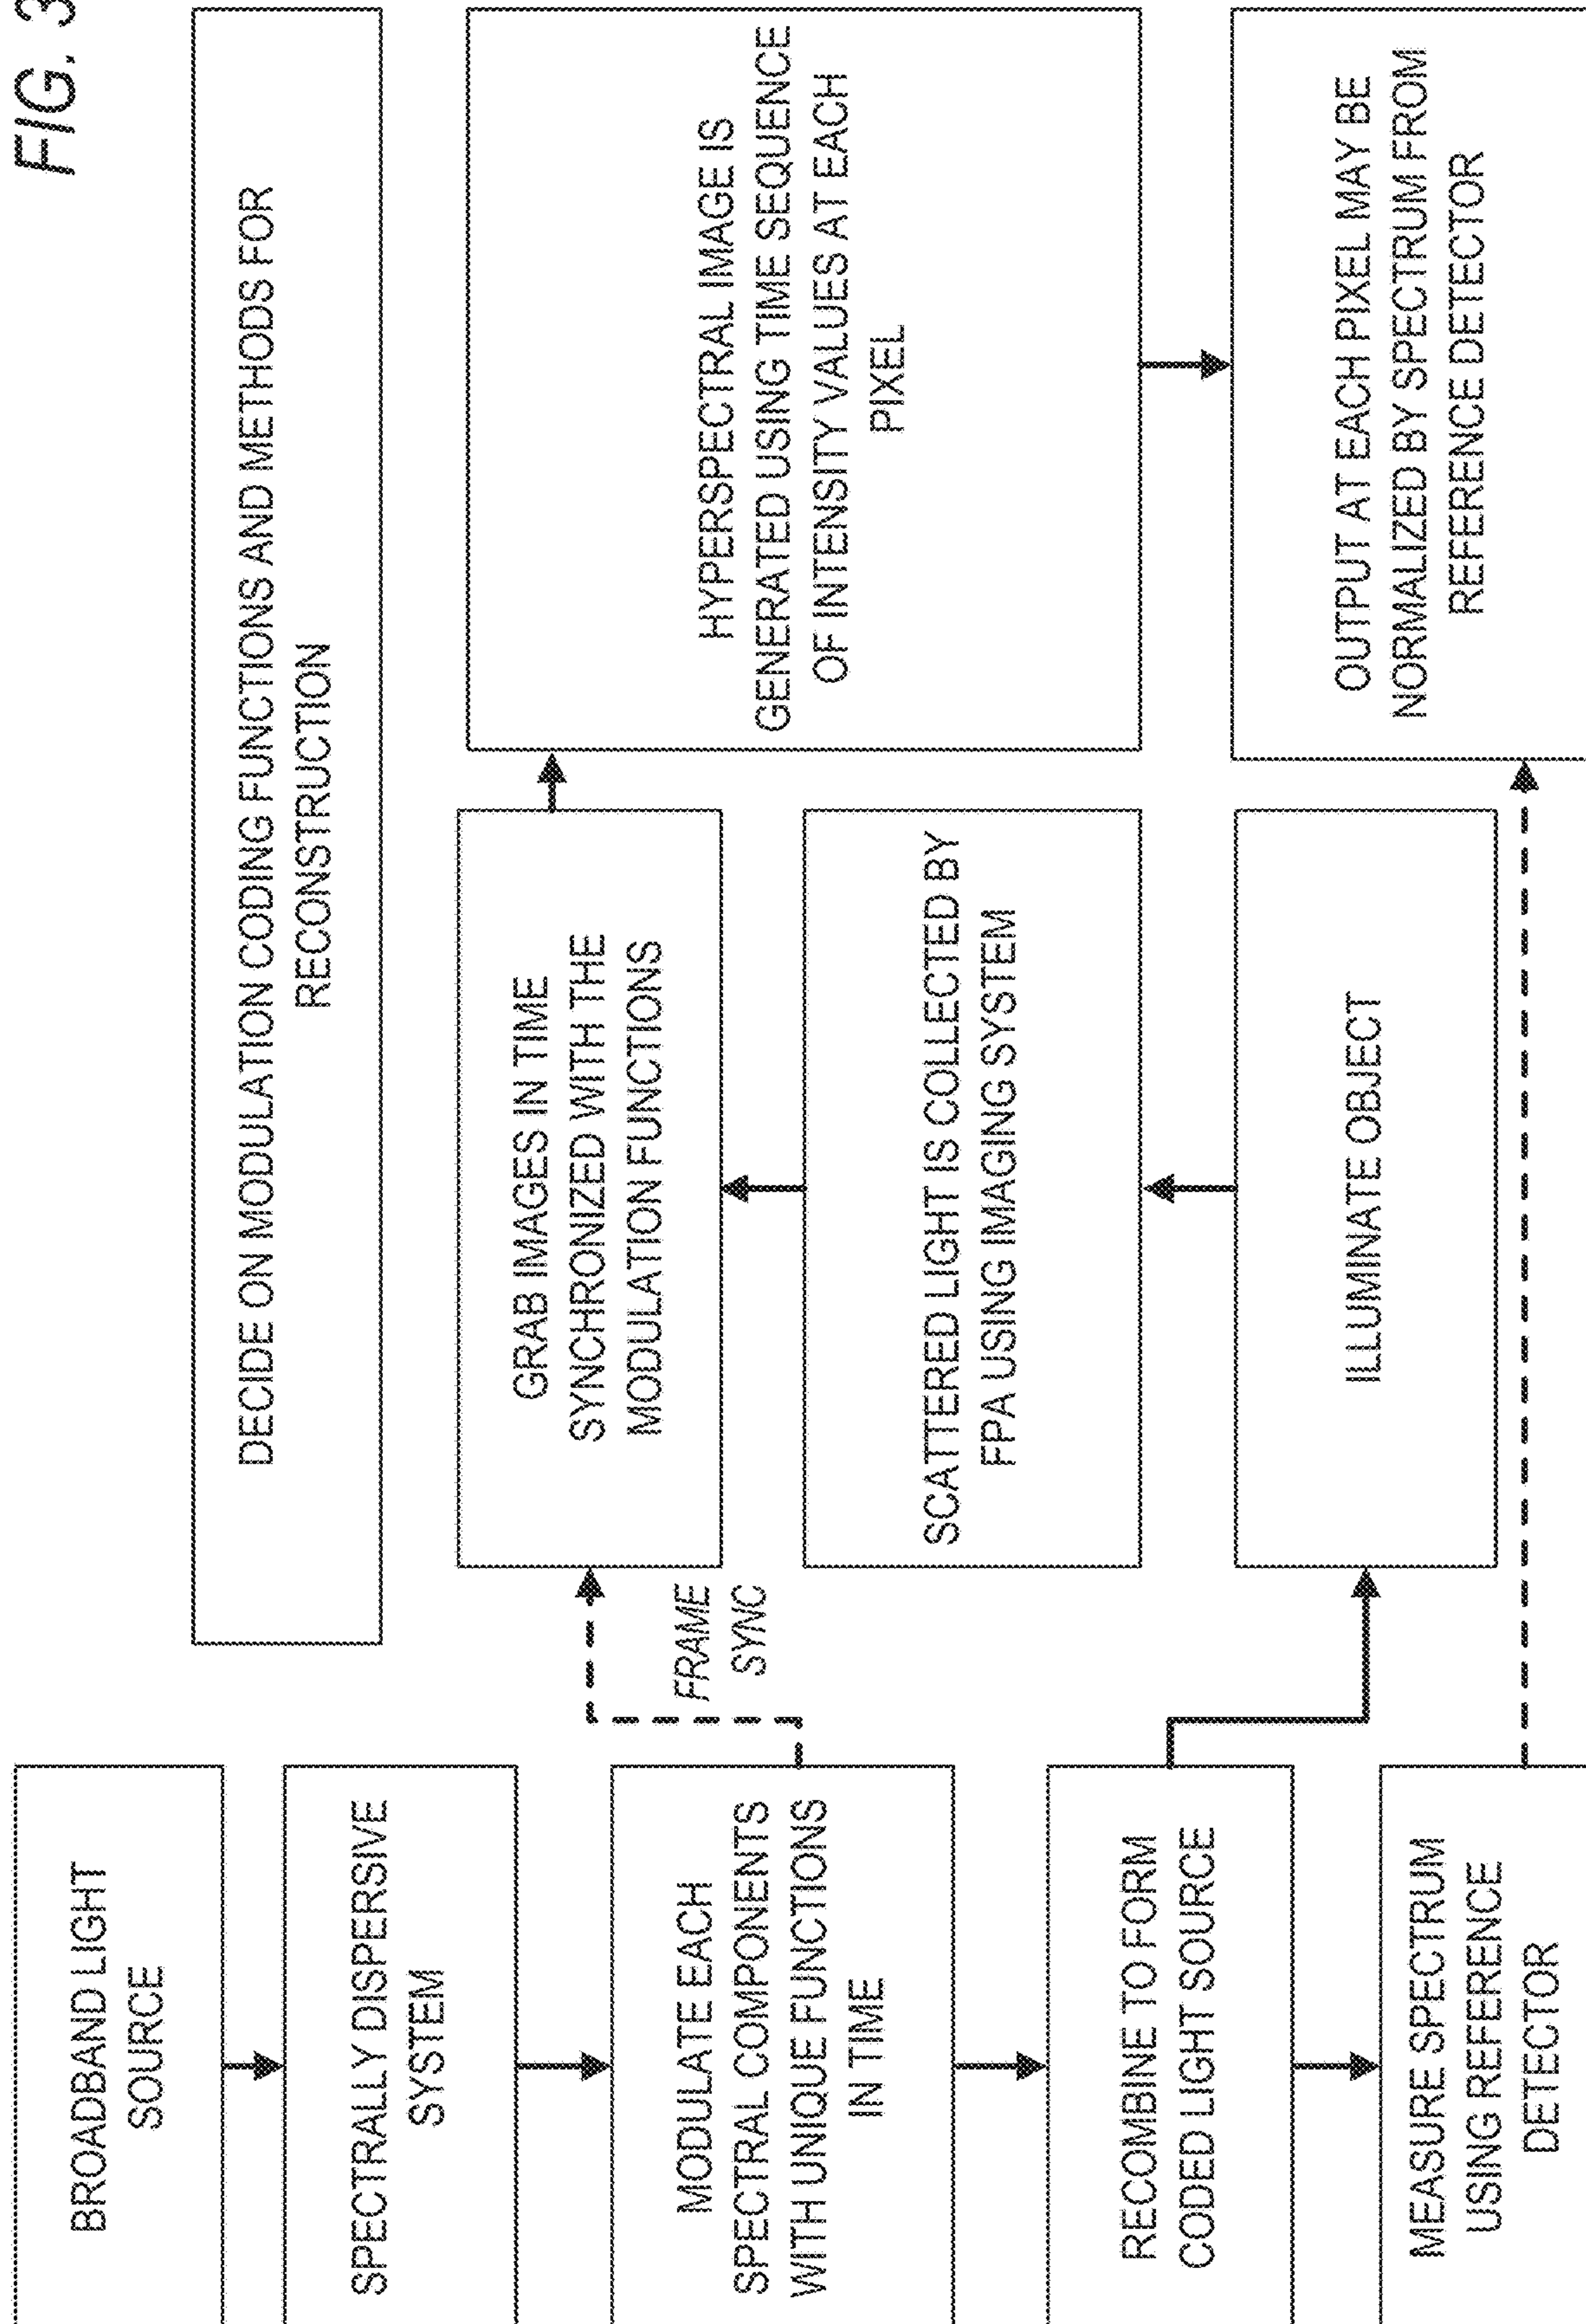 FIG. 3
DECIDE ON MODULATION CODING FUNCTIONS AND METHODS FOR
RECONSTRUCTION
BROADBAND LIGHT
SOURCE
SPECTRALLY DISPERSIVE
SYSTEM
MODULATE EACH
SPECTRAL COMPONENTS
WITH UNIQUE FUNCTIONS
IN TIME
RECOMBINE TO FORM
CODED LIGHT SOURCE
MEASURE SPECTRUM
USING REFERENCE
DETECTOR
FRAME
SYNC
GRAB IMAGES IN TIME
SYNCHRONIZED WITH THE
MODULATION FUNCTIONS
SCATTERED LIGHT IS COLLECTED BY
FPA USING IMAGING SYSTEM
ILLUMINATE OBJECT
HYPERSPECTRAL IMAGE IS
GENERATED USING TIME SEQUENCE
OF INTENSITY VALUES AT EACH
PIXEL
OUTPUT AT EACH PIXEL MAY BE
NORMALIZED BY SPECTRUM FROM
REFERENCE DETECTOR